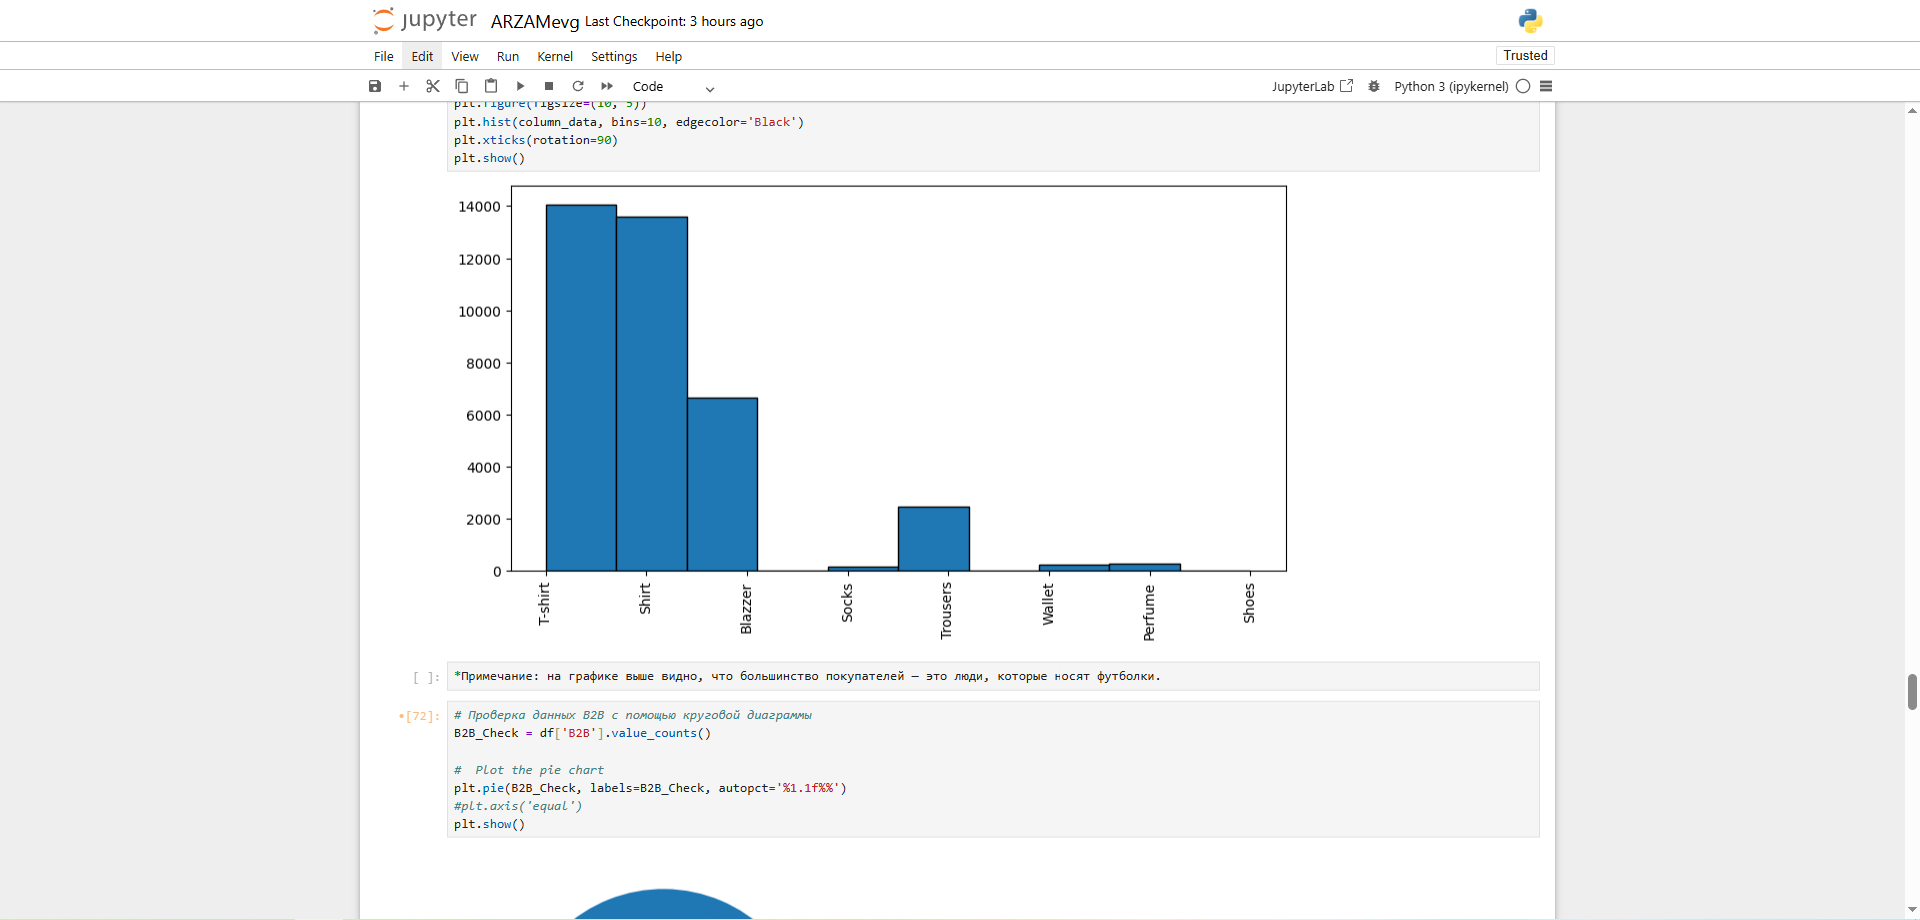 jupyter ARZAMevg Last Checkpoint: 3 hours ago
File Edit View Run Kernel Settings Help Trusted
Code JupyterLab Python 3 (ipykernel)
plt.figure(figsize=(10, 5))
plt.hist(column_data, bins=10, edgecolor='Black')
plt.xticks(rotation=90)
plt.show()
14000
12000
10000
8000
6000
4000
2000
0
T-shirt Shirt Blazzer Socks Trousers Wallet Perfume Shoes
[ ]: *Примечание: на графике выше видно, что большинство покупателей — это люди, которые носят футболки.
•[72]: # Проверка данных B2B с помощью круговой диаграммы
B2B_Check = df['B2B'].value_counts()
#  Plot the pie chart
plt.pie(B2B_Check, labels=B2B_Check, autopct='%1.1f%%')
#plt.axis('equal')
plt.show()